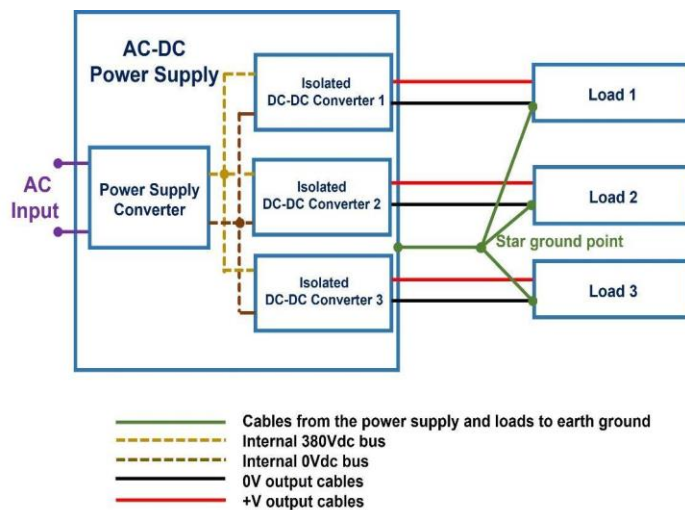 AC-DC
Power Supply
AC
Input
Power Supply
Converter
Isolated
DC-DC Converter 1
Isolated
DC-DC Converter 2
Isolated
DC-DC Converter 3
Load 1
Load 2
Star ground point
Load 3
Cables from the power supply and loads to earth ground
Internal 380Vdc bus
Internal 0Vdc bus
0V output cables
+V output cables